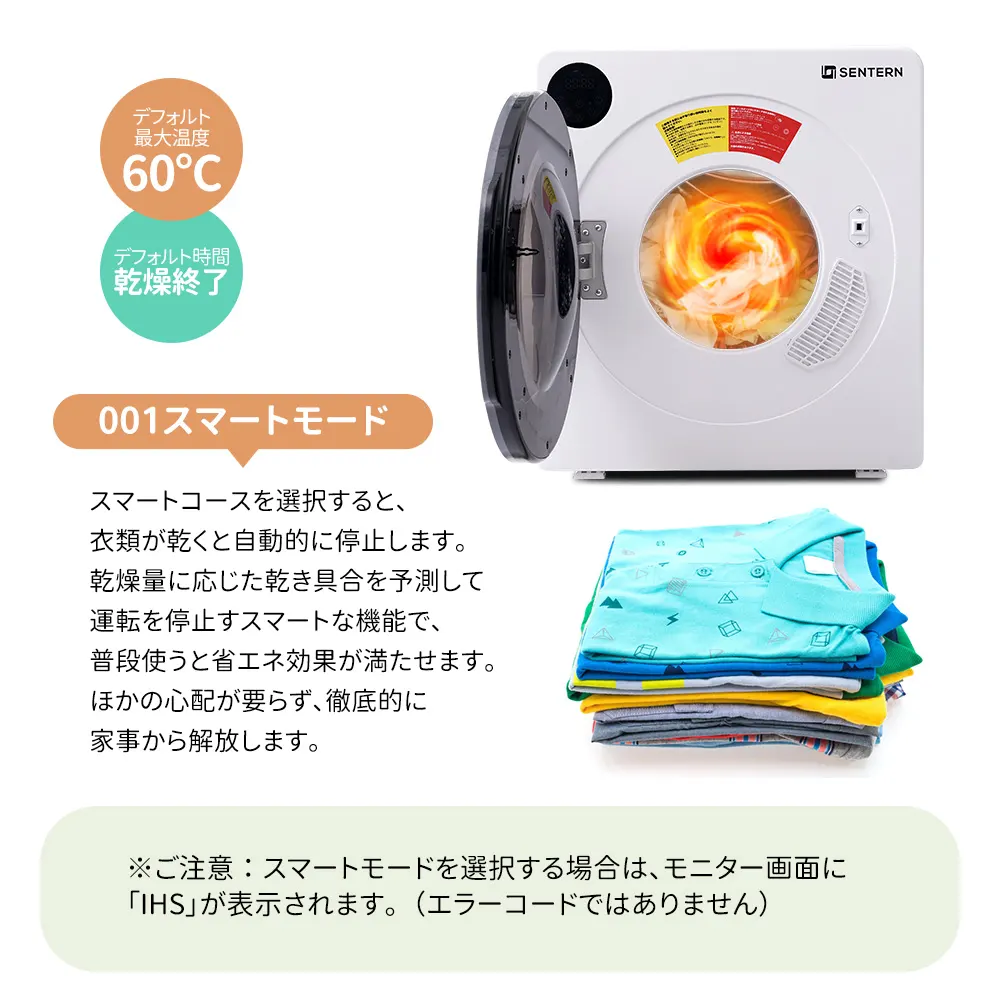 デフォルト
最大温度
60°C
デフォルト時間
乾燥終了
SENTERN
001スマートモード
スマートコースを選択すると、
衣類が乾くと自動的に停止します。
乾燥量に応じた乾き具合を予測して
運転を停止すスマートな機能で、
普段使うと省エネ効果が満たせます。
ほかの心配が要らず、徹底的に
家事から解放します。
※ご注意：スマートモードを選択する場合は、モニター画面に
「IHS」が表示されます。（エラーコードではありません）